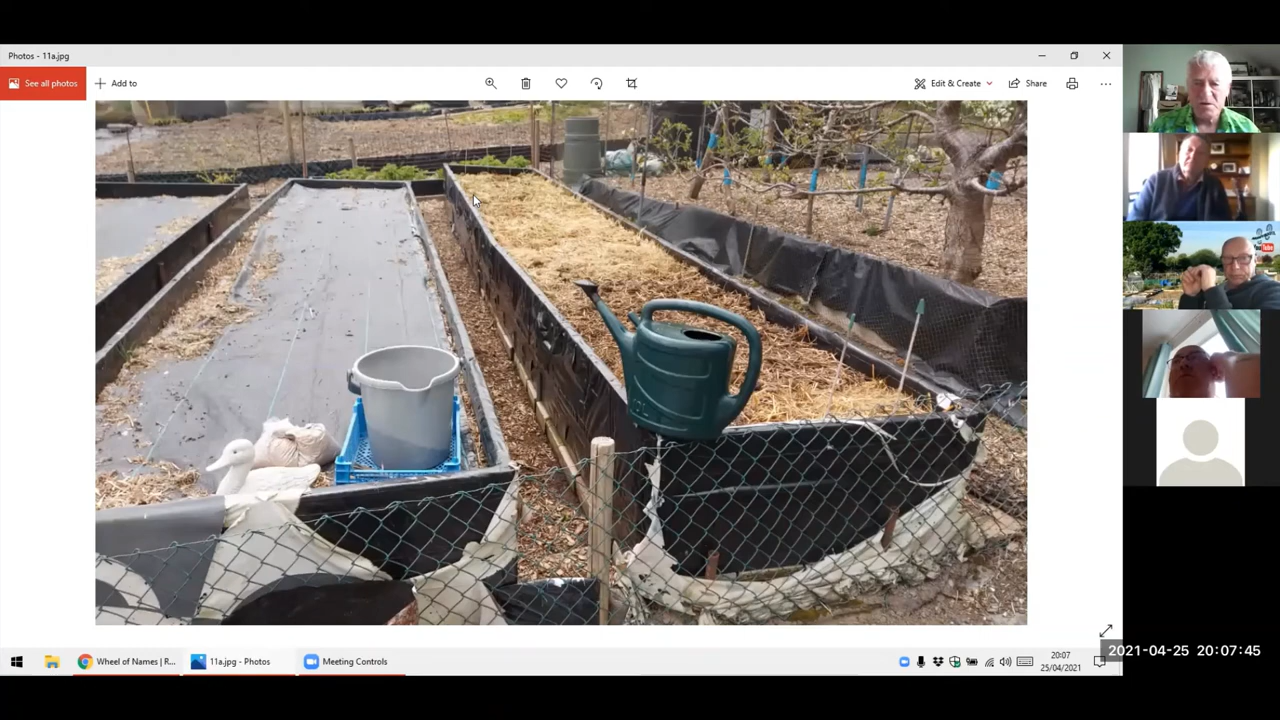 Photos - 11a.jpg
See all photos
Add to
Edit & Create
Share
YouTube
Wheel of Names | R...
11a.jpg - Photos
Meeting Controls
20:07
25/04/2021
2021-04-25 20:07:45